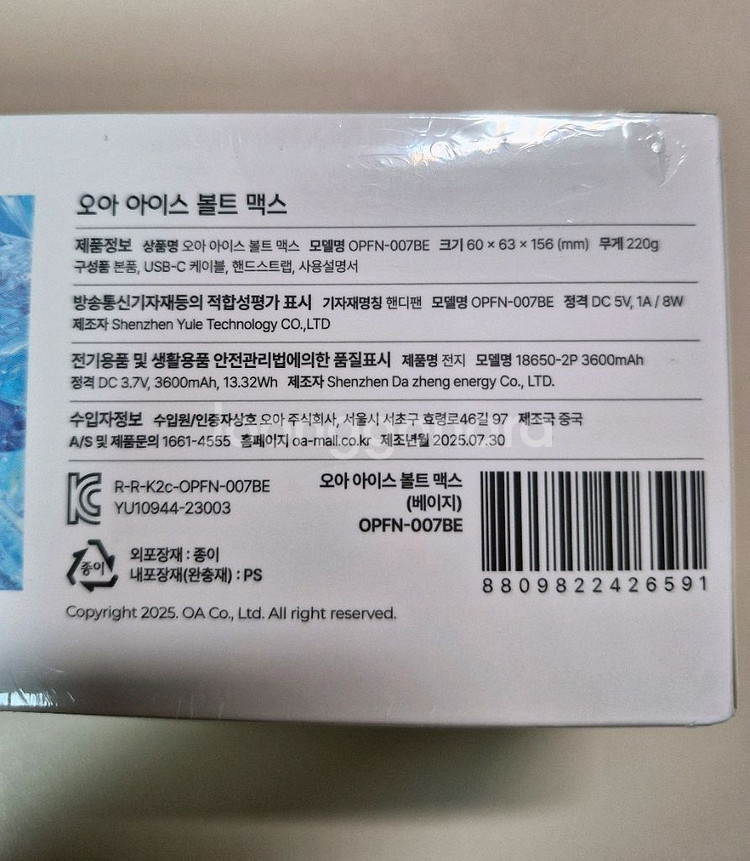 오아 아이스 볼트 맥스
제품정보 상품명 오아 아이스 볼트 맥스 모델명 OPFN-007BE 크기 60 × 63 × 156 (mm) 무게 220g
구성품 본품, USB-C 케이블, 핸드스트랩, 사용설명서
방송통신기자재등의 적합성평가 표시 기자재명칭 핸디팬 모델명 OPFN-007BE 정격 DC 5V, 1A / 8W
제조자 Shenzhen Yule Technology CO.,LTD
전기용품 및 생활용품 안전관리법에의한 품질표시 제품명 전지 모델명 18650-2P 3600mAh
정격 DC 3.7V, 3600mAh, 13.32Wh 제조자 Shenzhen Da zheng energy Co., LTD.
수입자정보 수입원/인증자상호 오아 주식회사, 서울시 서초구 효령로46길 97 제조국 중국
A/S 및 제품문의 1661-4555 홈페이지 oa-mall.co.kr 제조년월 2025.07.30
R-R-K2c-OPFN-007BE
YU10944-23003
오아 아이스 볼트 맥스
(베이지)
OPFN-007BE
종이
외포장재 : 종이
내포장재(완충재) : PS
8809822426591
Copyright 2025. OA Co., Ltd. All right reserved.